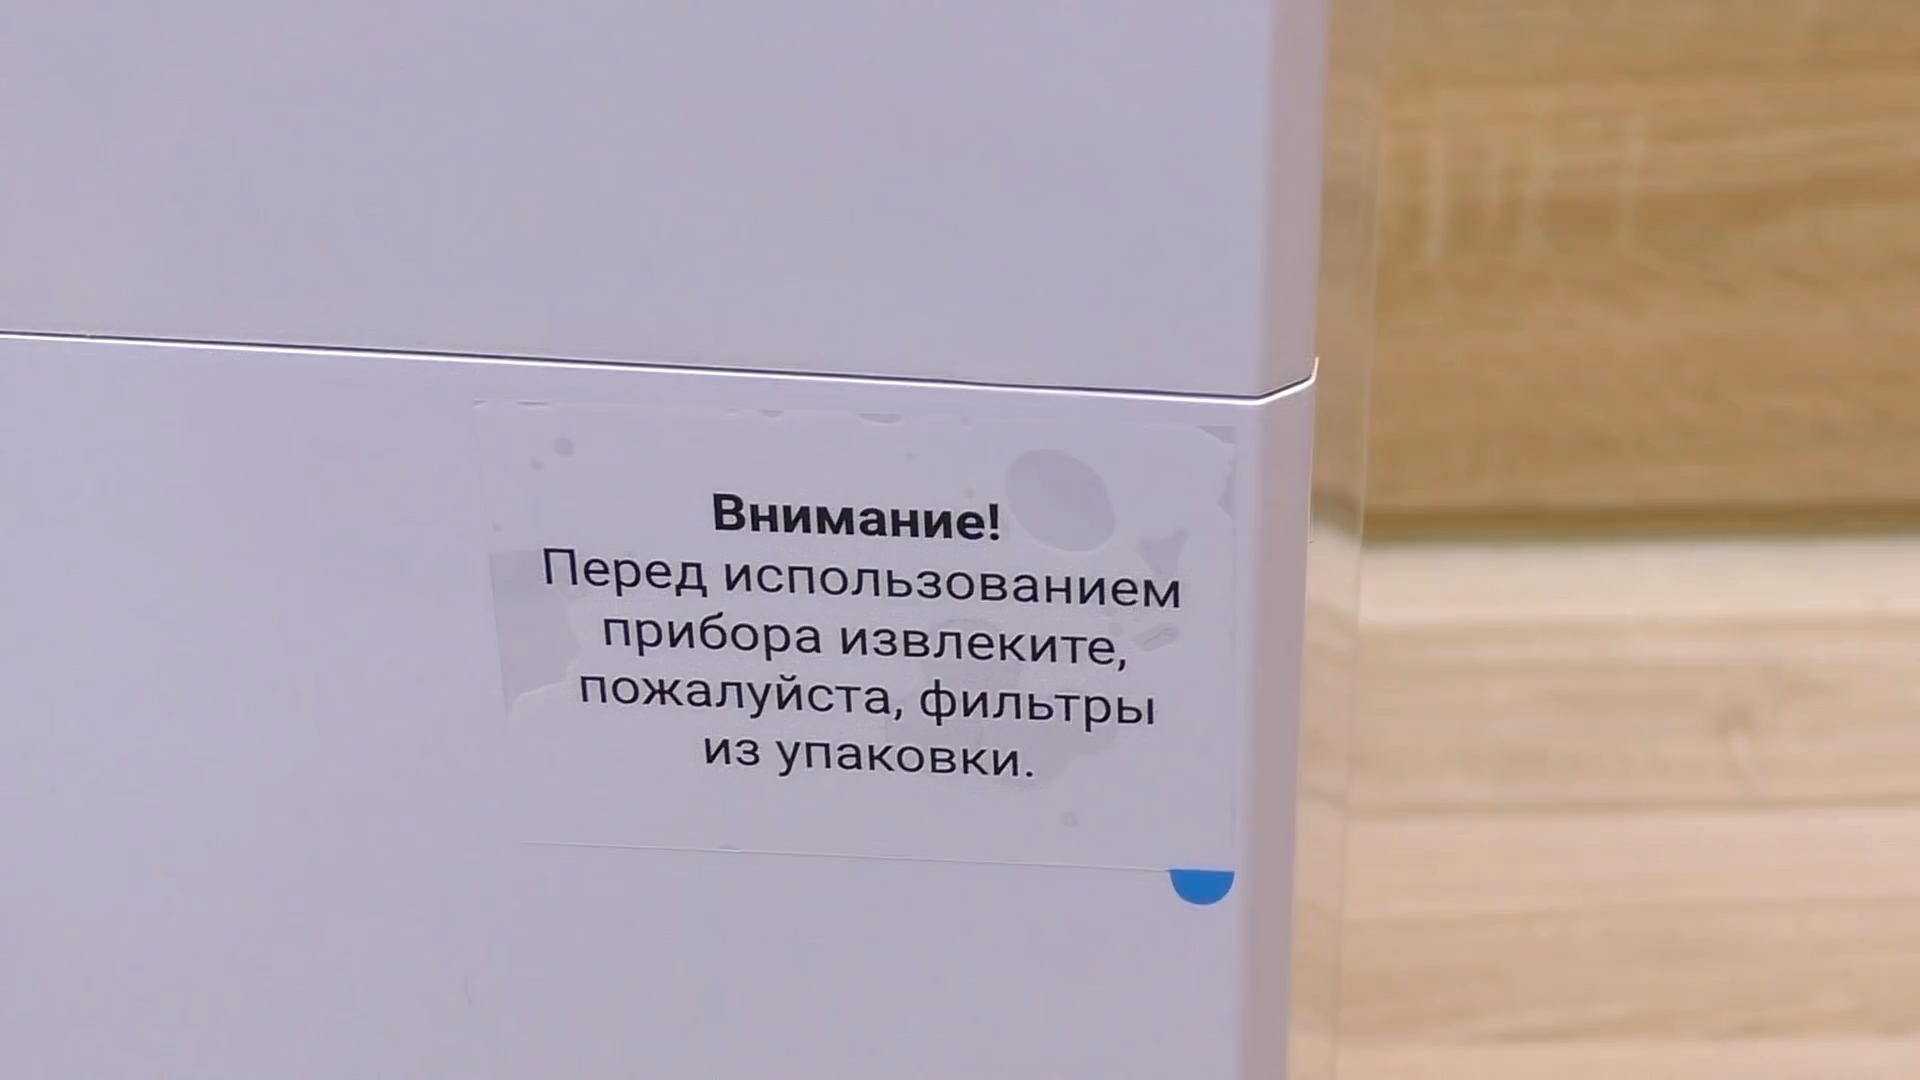 Внимание!
Перед использованием
прибора извлеките,
пожалуйста, фильтры
из упаковки.